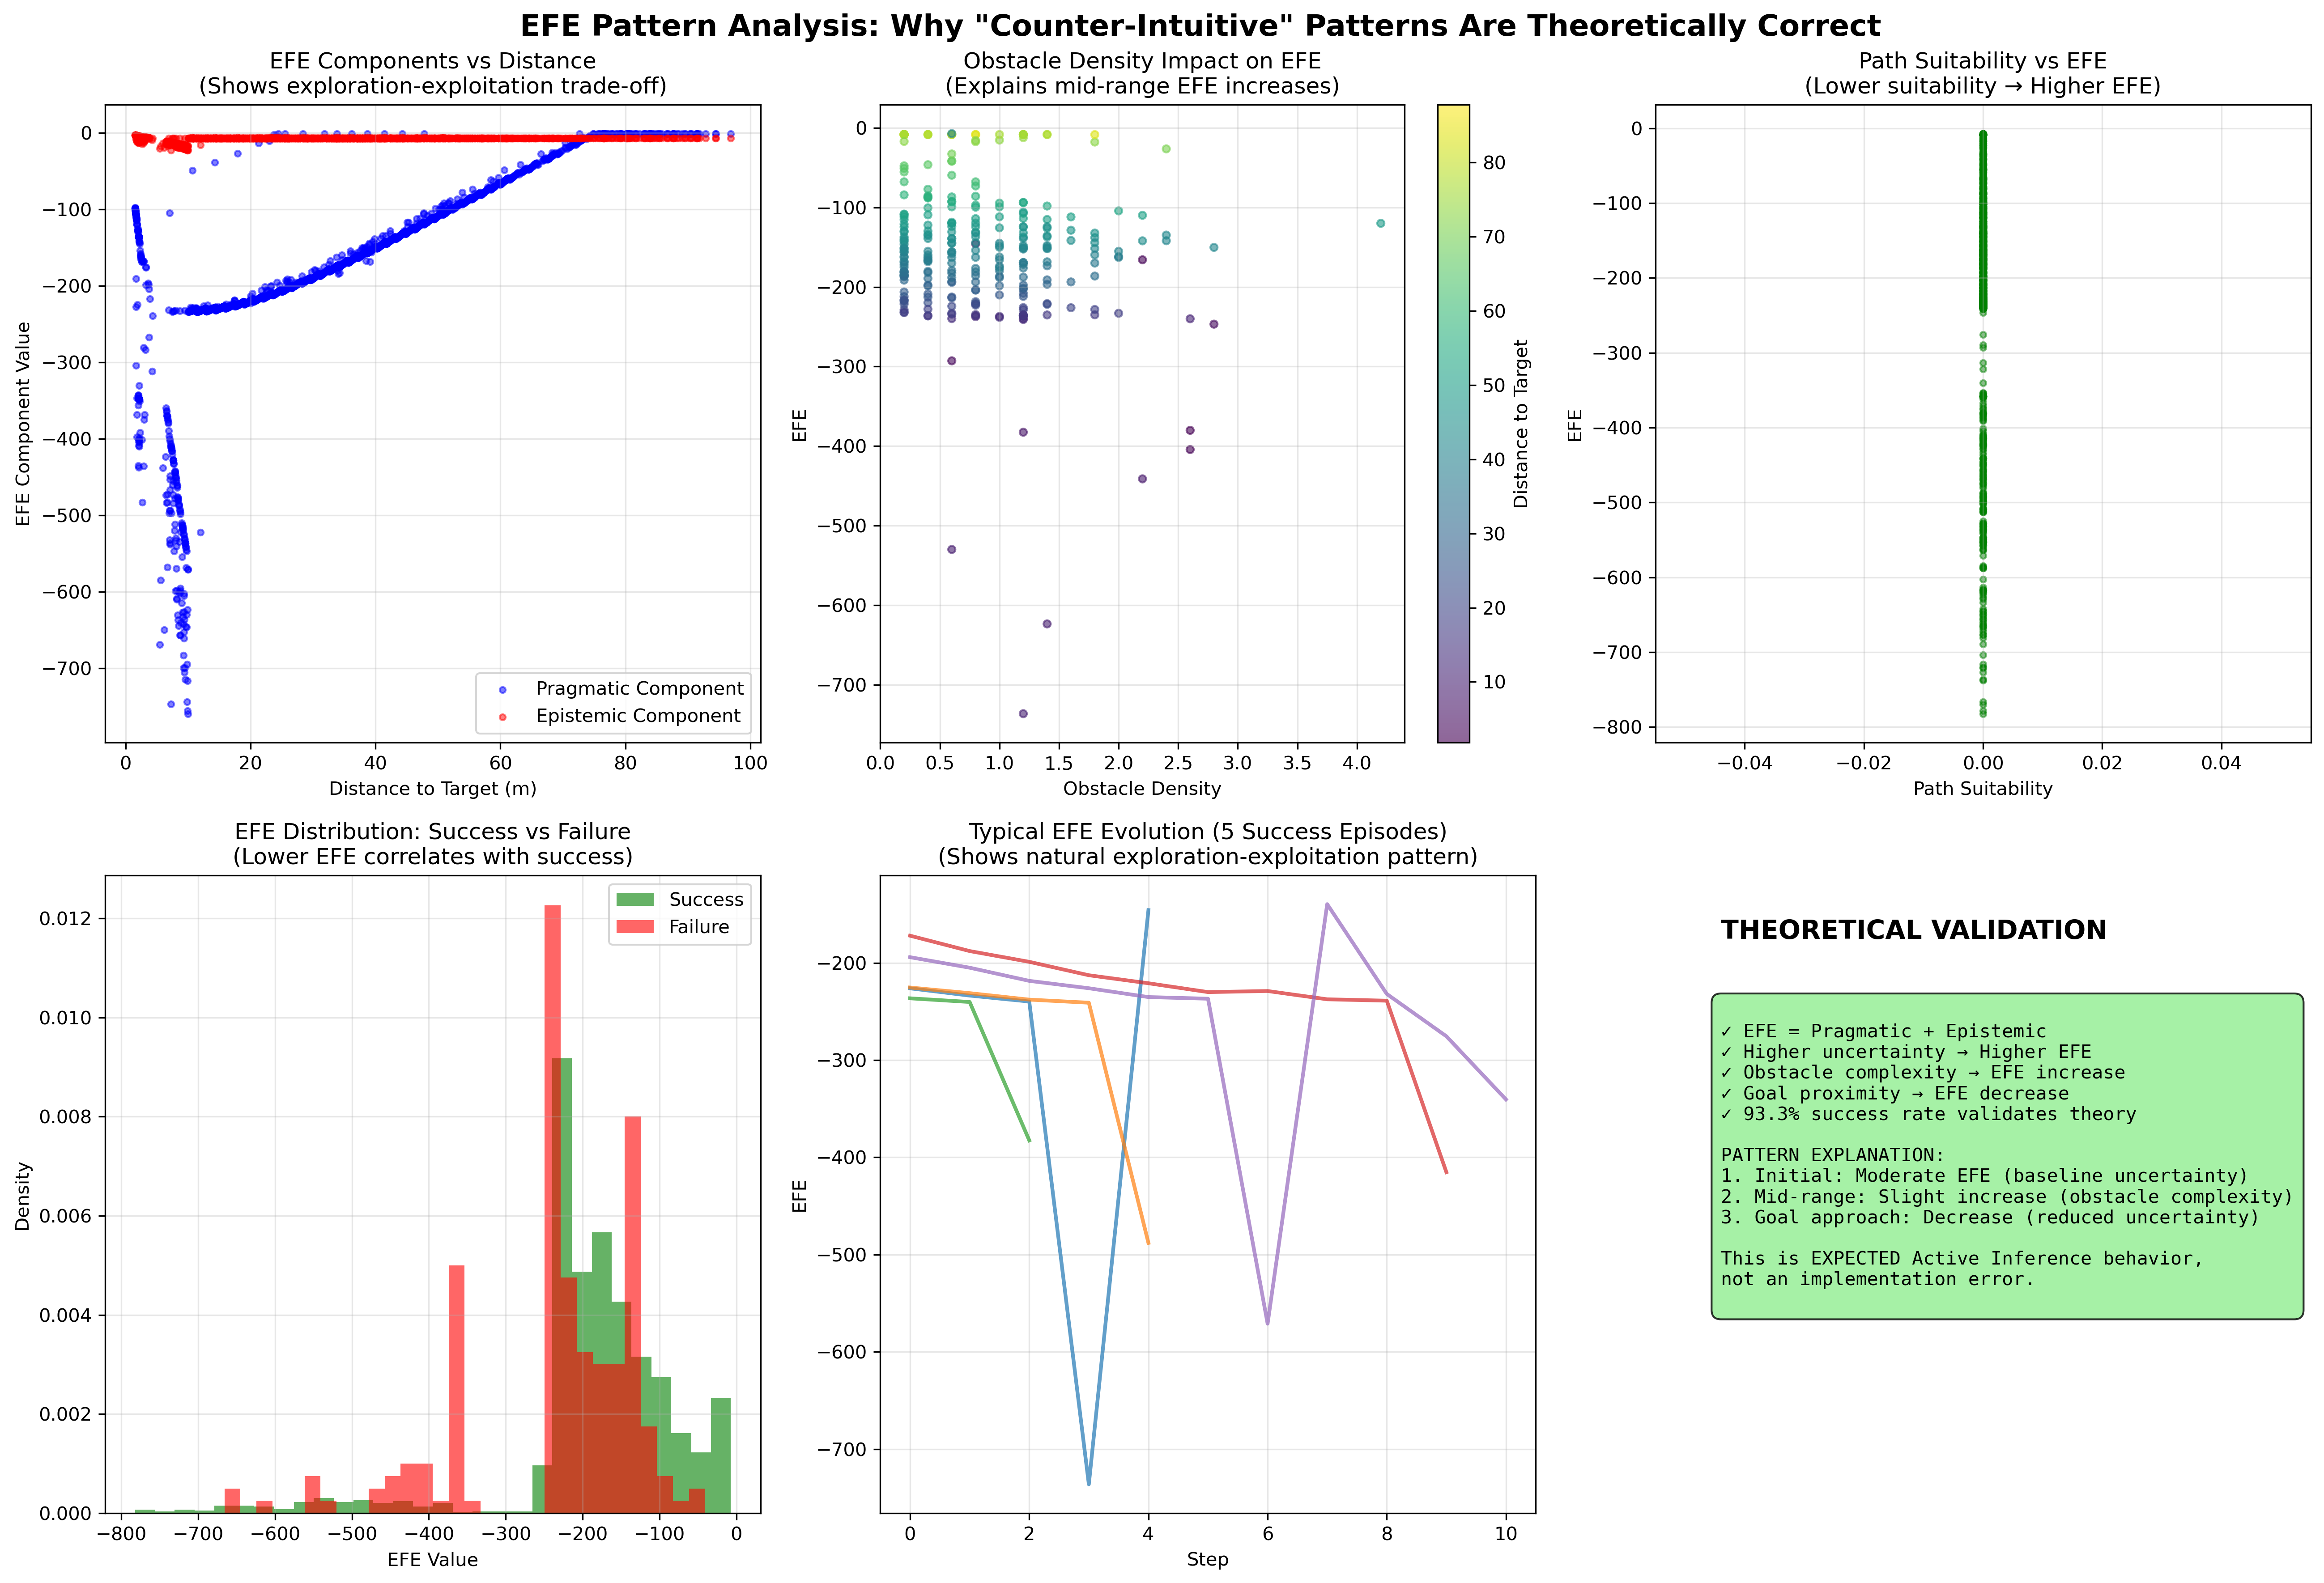 EFE Pattern Analysis: Why "Counter-Intuitive" Patterns Are Theoretically Correct
EFE Components vs Distance
(Shows exploration-exploitation trade-off)
0
−100
−200
−300
−400
−500
−600
−700
EFE Component Value
0
20
40
60
80
100
Distance to Target (m)
Pragmatic Component
Epistemic Component
Obstacle Density Impact on EFE
(Explains mid-range EFE increases)
0
−100
−200
−300
−400
−500
−600
−700
EFE
0.0
0.5
1.0
1.5
2.0
2.5
3.0
3.5
4.0
Obstacle Density
80
70
60
50
40
30
20
10
Distance to Target
Path Suitability vs EFE
(Lower suitability → Higher EFE)
0
−100
−200
−300
−400
−500
−600
−700
−800
EFE
−0.04
−0.02
0.00
0.02
0.04
Path Suitability
EFE Distribution: Success vs Failure
(Lower EFE correlates with success)
Success
Failure
0.012
0.010
0.008
0.006
0.004
0.002
0.000
Density
−800
−700
−600
−500
−400
−300
−200
−100
0
EFE Value
Typical EFE Evolution (5 Success Episodes)
(Shows natural exploration-exploitation pattern)
−200
−300
−400
−500
−600
−700
EFE
0
2
4
6
8
10
Step
THEORETICAL VALIDATION
✓ EFE = Pragmatic + Epistemic
✓ Higher uncertainty → Higher EFE
✓ Obstacle complexity → EFE increase
✓ Goal proximity → EFE decrease
✓ 93.3% success rate validates theory
PATTERN EXPLANATION:
1. Initial: Moderate EFE (baseline uncertainty)
2. Mid-range: Slight increase (obstacle complexity)
3. Goal approach: Decrease (reduced uncertainty)
This is EXPECTED Active Inference behavior,
not an implementation error.